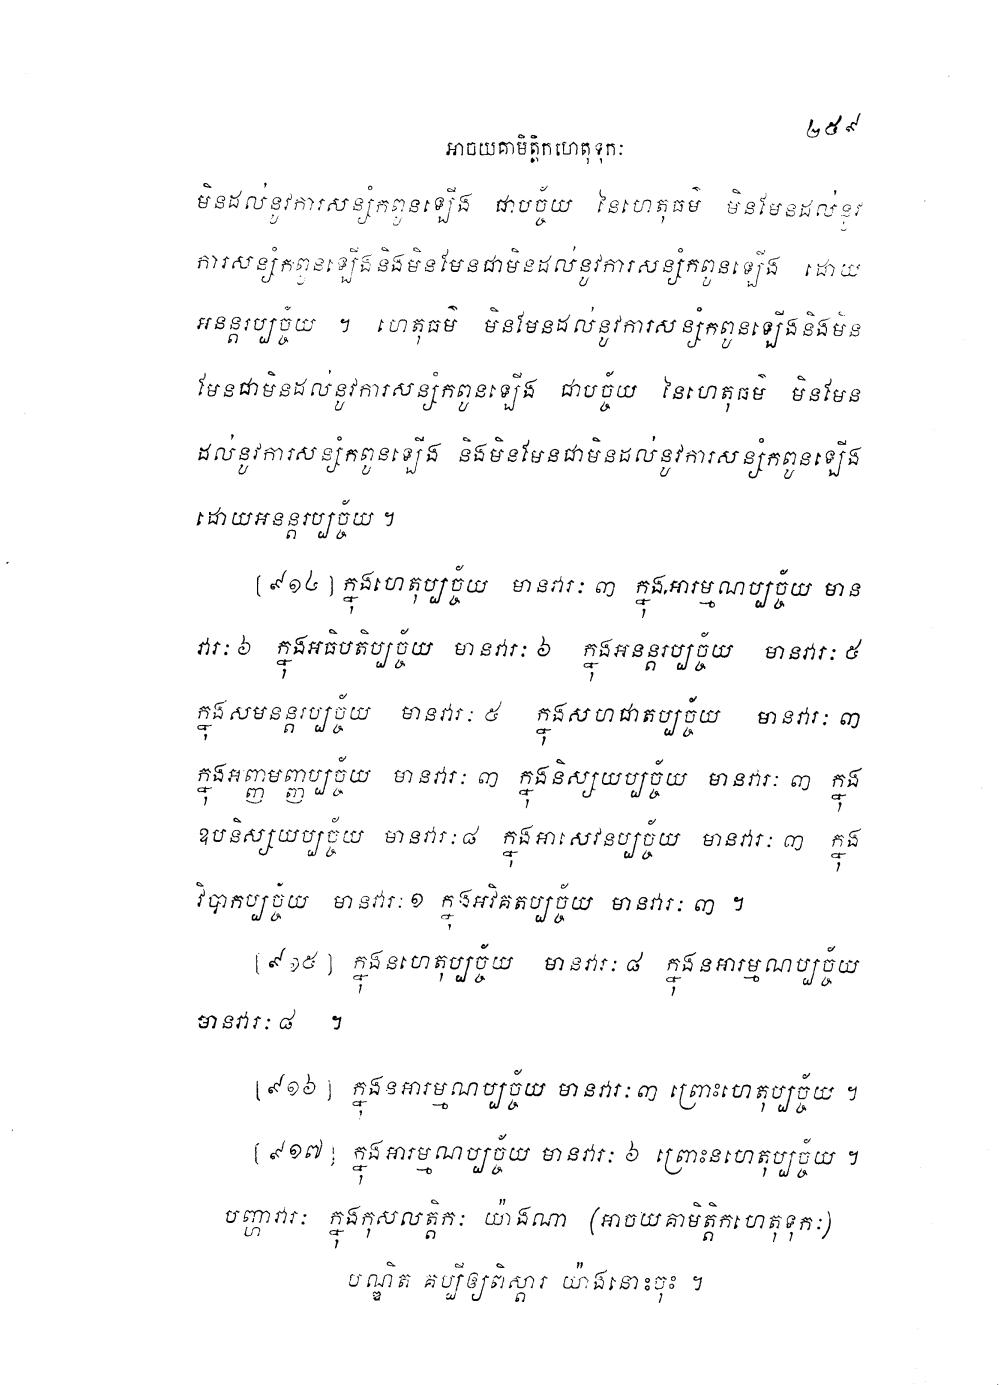 ២៥៩
អាចយគាមិត្តិកហេតុទុកៈ
មិនដល់នូវការសន្សំកពូនឡើង ជាបច្ច័យ នៃហេតុធម៌ មិនមែនដល់នូវ
ការសន្សំកពូនឡើងនិងមិនមែនជាមិនដល់នូវការសន្សំកពូនឡើង ដោយ
អនន្តរប្បច្ច័យ ។ ហេតុធម៌ មិនមែនដល់នូវការសន្សំកពូនឡើងនិងមិន
មែនជាមិនដល់នូវការសន្សំកពូនឡើង ជាបច្ច័យ នៃហេតុធម៌ មិនមែន
ដល់នូវការសន្សំកពូនឡើង និងមិនមែនជាមិនដល់នូវការសន្សំកពូនឡើង
ដោយអនន្តរប្បច្ច័យ ។
[៩១៤] ក្នុងហេតុប្បច្ច័យ មានវារៈ ៣ ក្នុងអារម្មណប្បច្ច័យ មាន
វារៈ ៦ ក្នុងអធិបតិប្បច្ច័យ មានវារៈ ៦ ក្នុងអនន្តរប្បច្ច័យ មានវារៈ ៥
ក្នុងសមនន្តរប្បច្ច័យ មានវារៈ ៥ ក្នុងសហជាតប្បច្ច័យ មានវារៈ ៣
ក្នុងអញ្ញមញ្ញប្បច្ច័យ មានវារៈ ៣ ក្នុងនិស្សយប្បច្ច័យ មានវារៈ ៣ ក្នុង
ឧបនិស្សយប្បច្ច័យ មានវារៈ ៨ ក្នុងអាសេវនប្បច្ច័យ មានវារៈ ៣ ក្នុង
វិបាកប្បច្ច័យ មានវារៈ ១ ក្នុងអវិគតប្បច្ច័យ មានវារៈ ៣ ។
[៩១៥] ក្នុងនហេតុប្បច្ច័យ មានវារៈ ៨ ក្នុងនអារម្មណប្បច្ច័យ
មានវារៈ ៨ ។
[៩១៦] ក្នុងនអារម្មណប្បច្ច័យ មានវារៈ ៣ ព្រោះហេតុប្បច្ច័យ ។
[៩១៧] ក្នុងអារម្មណប្បច្ច័យ មានវារៈ ៦ ព្រោះនហេតុប្បច្ច័យ ។
បញ្ហាវារៈ ក្នុងកុសលត្តិកៈ យ៉ាងណា (អាចយគាមិត្តិកហេតុទុកៈ)
បណ្ឌិត គប្បីឲ្យពិស្តារ យ៉ាងនោះចុះ ។